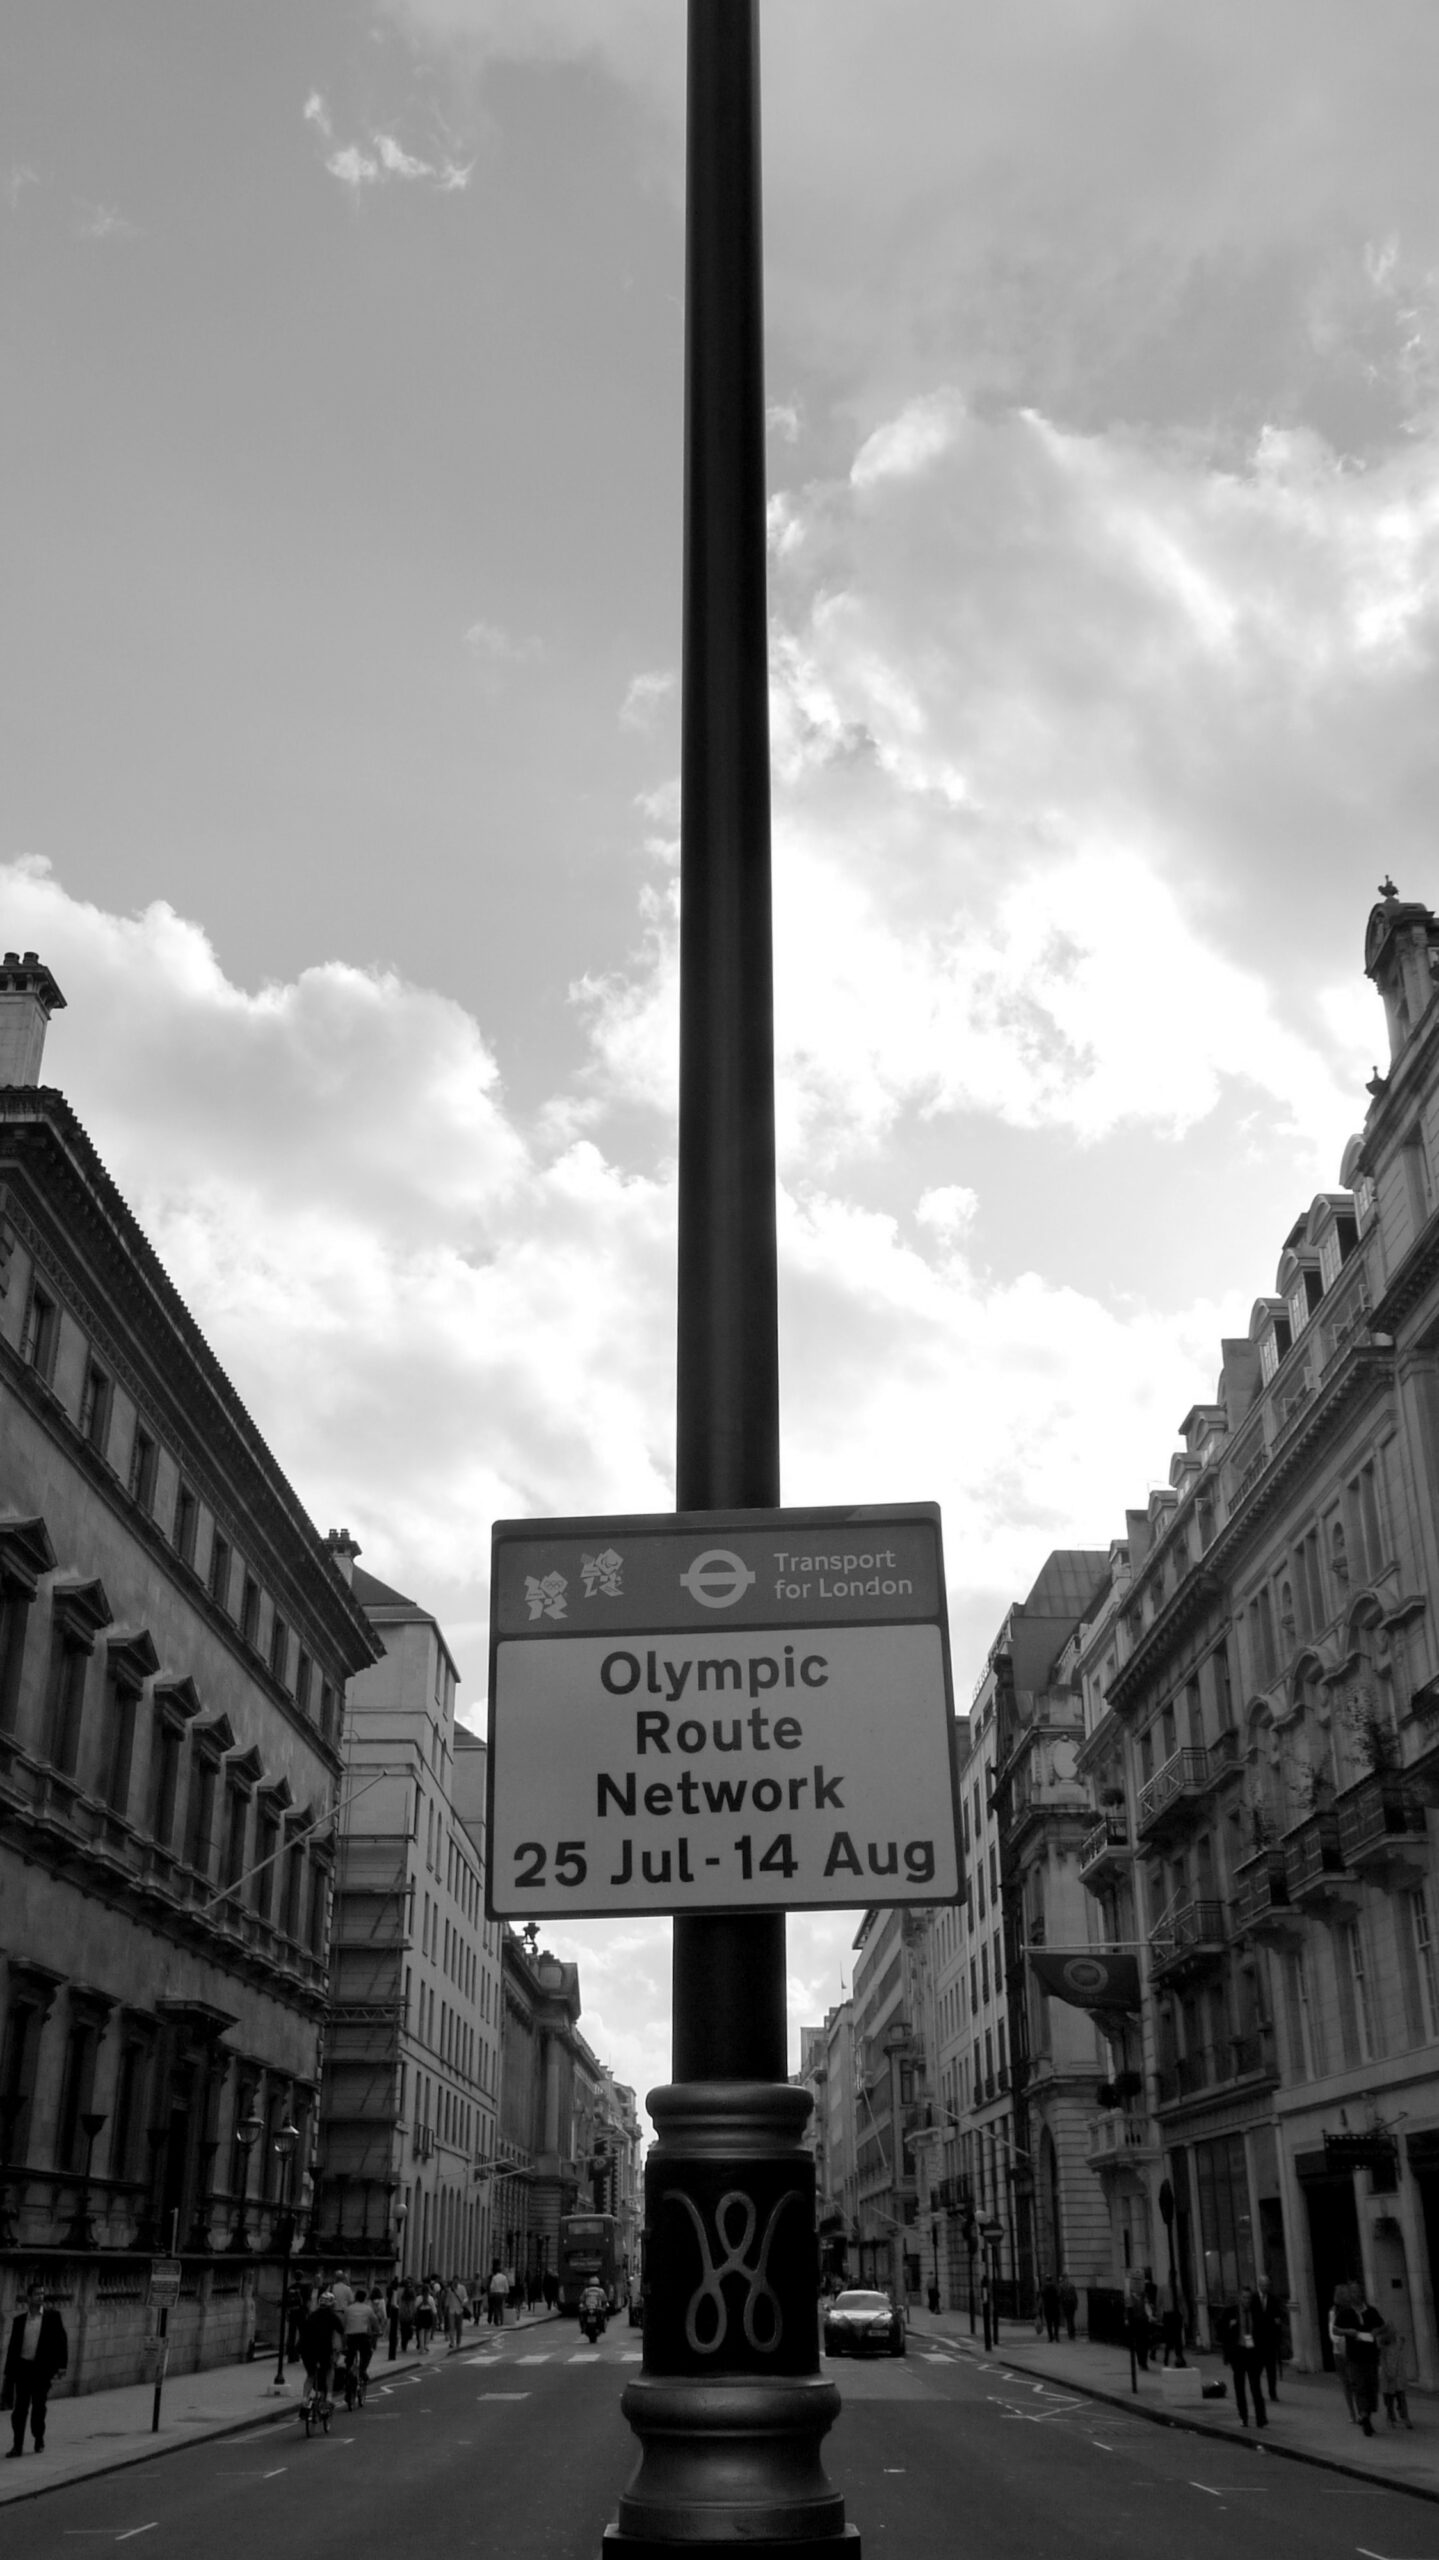 Transport
for London
Olympic
Route
Network
25 Jul - 14 Aug